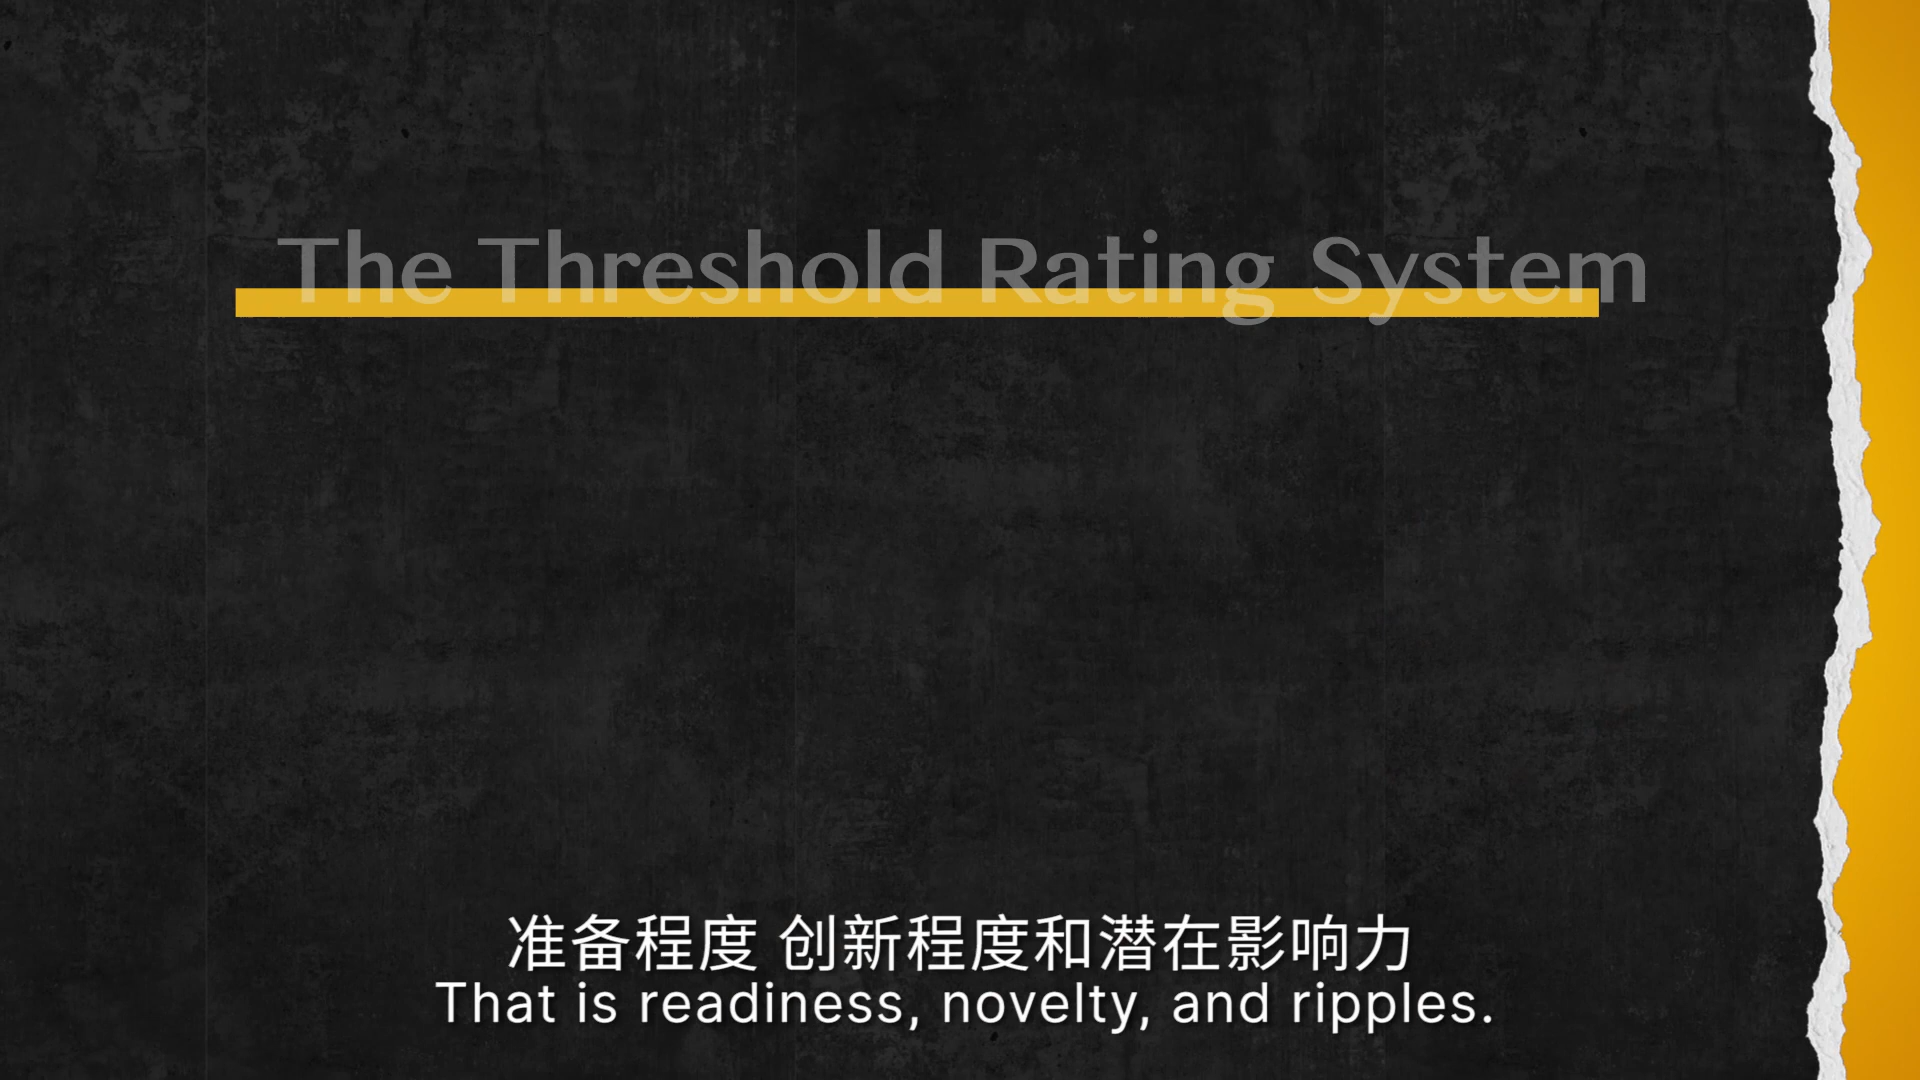 The Threshold Rating System
准备程度 创新程度和潜在影响力
That is readiness, novelty, and ripples.